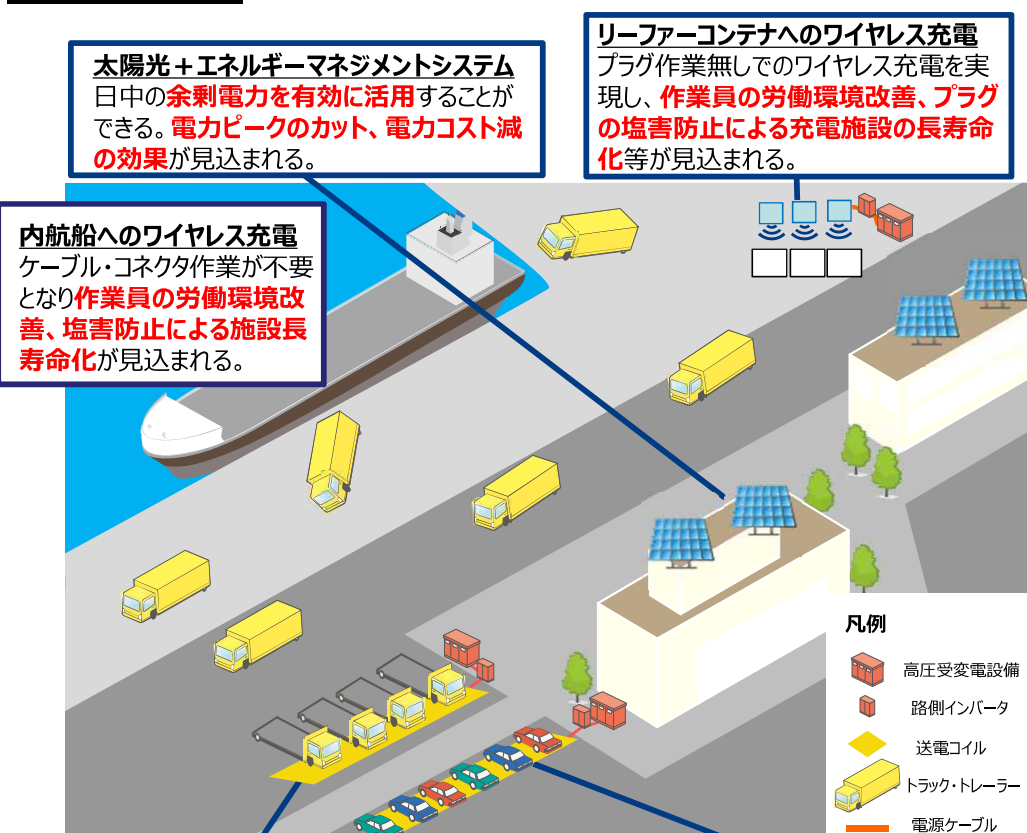 太陽光＋エネルギーマネジメントシステム
日中の余剰電力を有効に活用することが
できる。電力ピークのカット、電力コスト減
の効果が見込まれる。
リーファーコンテナへのワイヤレス充電
プラグ作業無しでのワイヤレス充電を実
現し、作業員の労働環境改善、プラグ
の塩害防止による充電施設の長寿命
化等が見込まれる。
内航船へのワイヤレス充電
ケーブル・コネクタ作業が不要
となり作業員の労働環境改
善、塩害防止による施設長
寿命化が見込まれる。
凡例
高圧受変電設備
路側インバータ
送電コイル
トラック・トレーラー
電源ケーブル